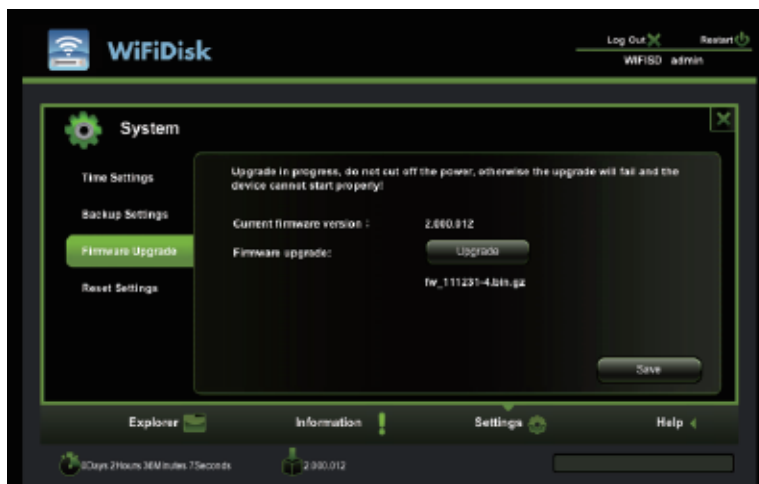 WiFiDisk
Log Out Restart
WIFISD admin
System
Time Settings
Backup Settings
Firmware Upgrade
Reset Settings
Upgrade in progress, do not cut off the power, otherwise the upgrade will fail and the
device cannot start properly!
Current firmware version : 2.000.012
Firmware upgrade: Upgrade
fw_111231-4.bin.gz
Save
Explorer Information Settings Help
0Days 2Hours 36Minutes 7Seconds 2.000.012